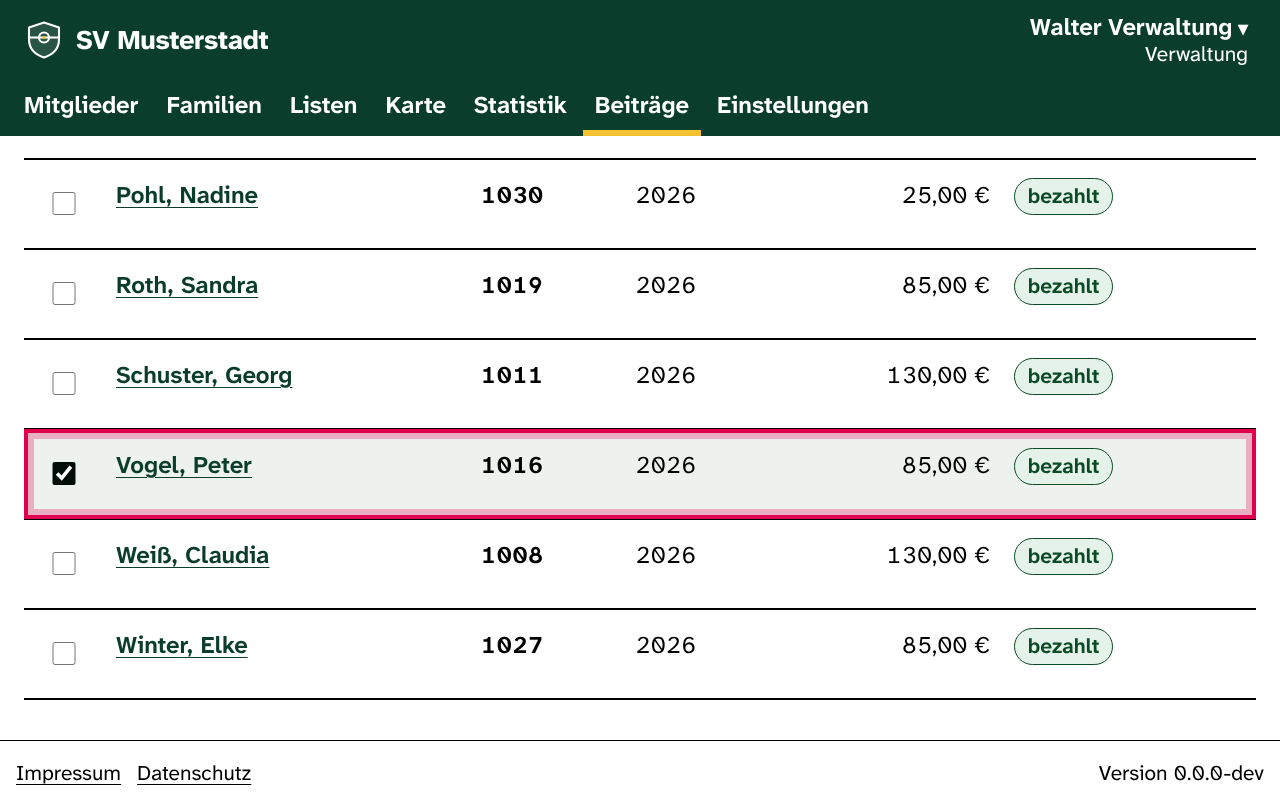 SV Musterstadt
Walter Verwaltung ▾
Verwaltung
Mitglieder Familien Listen Karte Statistik Beiträge Einstellungen
Pohl, Nadine 1030 2026 25,00 € bezahlt
Roth, Sandra 1019 2026 85,00 € bezahlt
Schuster, Georg 1011 2026 130,00 € bezahlt
Vogel, Peter 1016 2026 85,00 € bezahlt
Weiß, Claudia 1008 2026 130,00 € bezahlt
Winter, Elke 1027 2026 85,00 € bezahlt
Impressum Datenschutz Version 0.0.0-dev